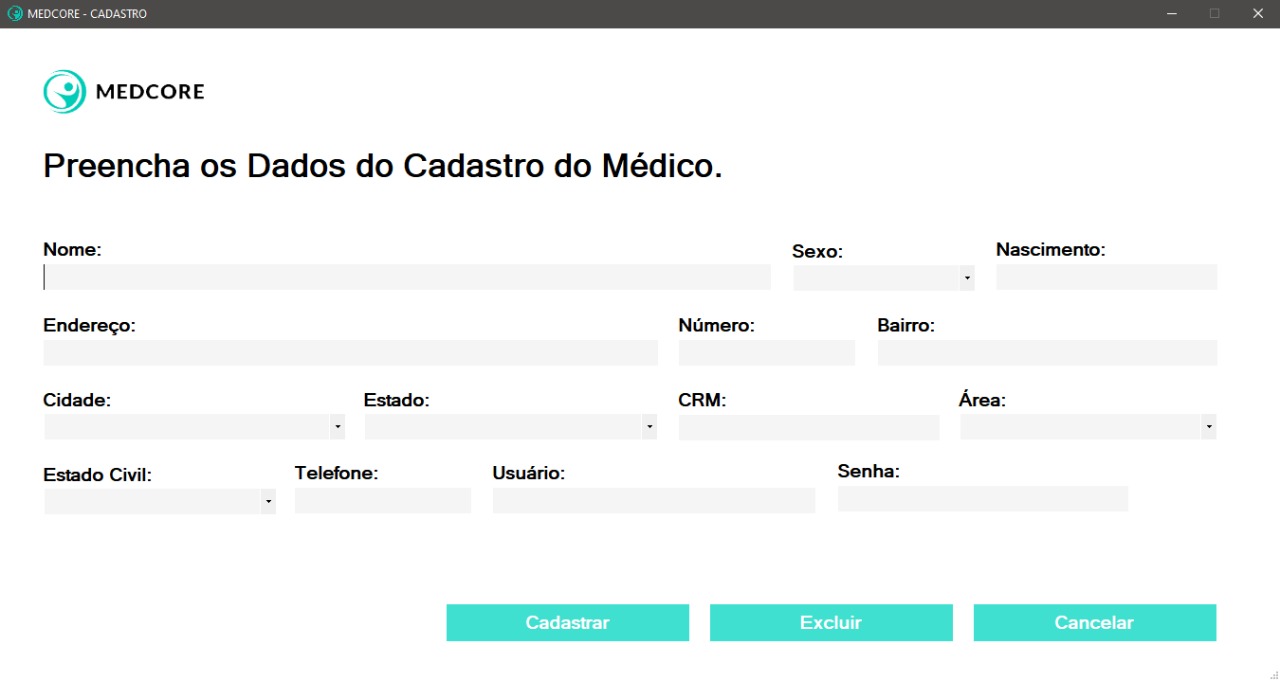 MEDCORE - CADASTRO
MEDCORE
Preencha os Dados do Cadastro do Médico.
Nome: Sexo: Nascimento:
Endereço: Número: Bairro:
Cidade: Estado: CRM: Área:
Estado Civil: Telefone: Usuário: Senha:
Cadastrar Excluir Cancelar